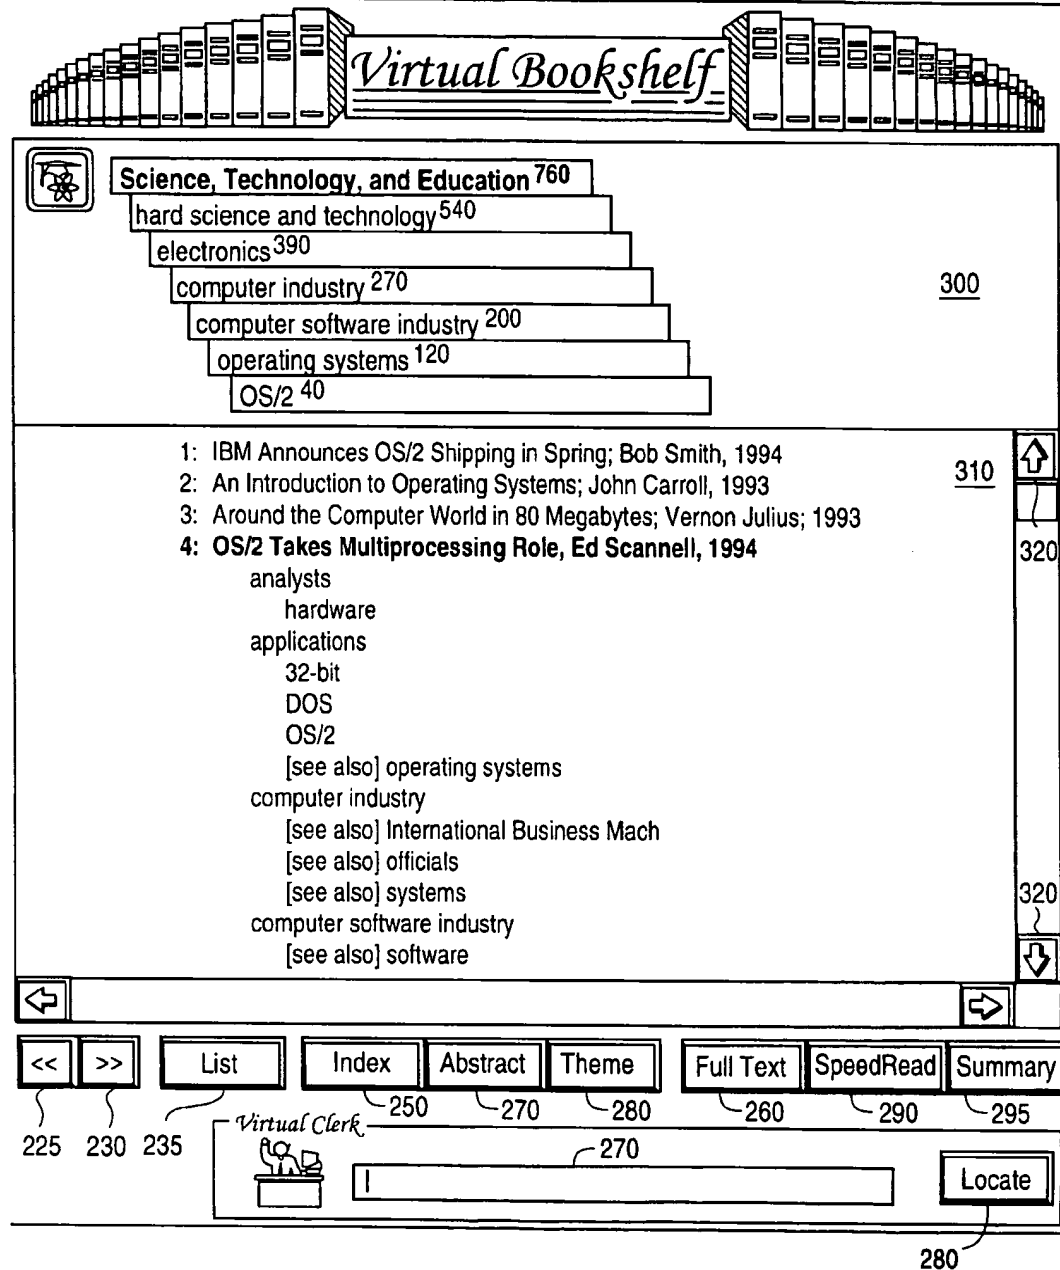 Virtual Bookshelf
Science, Technology, and Education 760
hard science and technology 540
electronics 390
computer industry 270
300
computer software industry 200
operating systems 120
OS/2 40
1: IBM Announces OS/2 Shipping in Spring; Bob Smith, 1994
310
2: An Introduction to Operating Systems; John Carroll, 1993
3: Around the Computer World in 80 Megabytes; Vernon Julius; 1993
4: OS/2 Takes Multiprocessing Role, Ed Scannell, 1994
320
analysts
hardware
applications
32-bit
DOS
OS/2
[see also] operating systems
computer industry
[see also] International Business Mach
[see also] officials
[see also] systems
320
computer software industry
[see also] software
<< >> List Index Abstract Theme Full Text SpeedRead Summary
250 270 280 260 290 295
225 230 235
Virtual Clerk
270
Locate
280